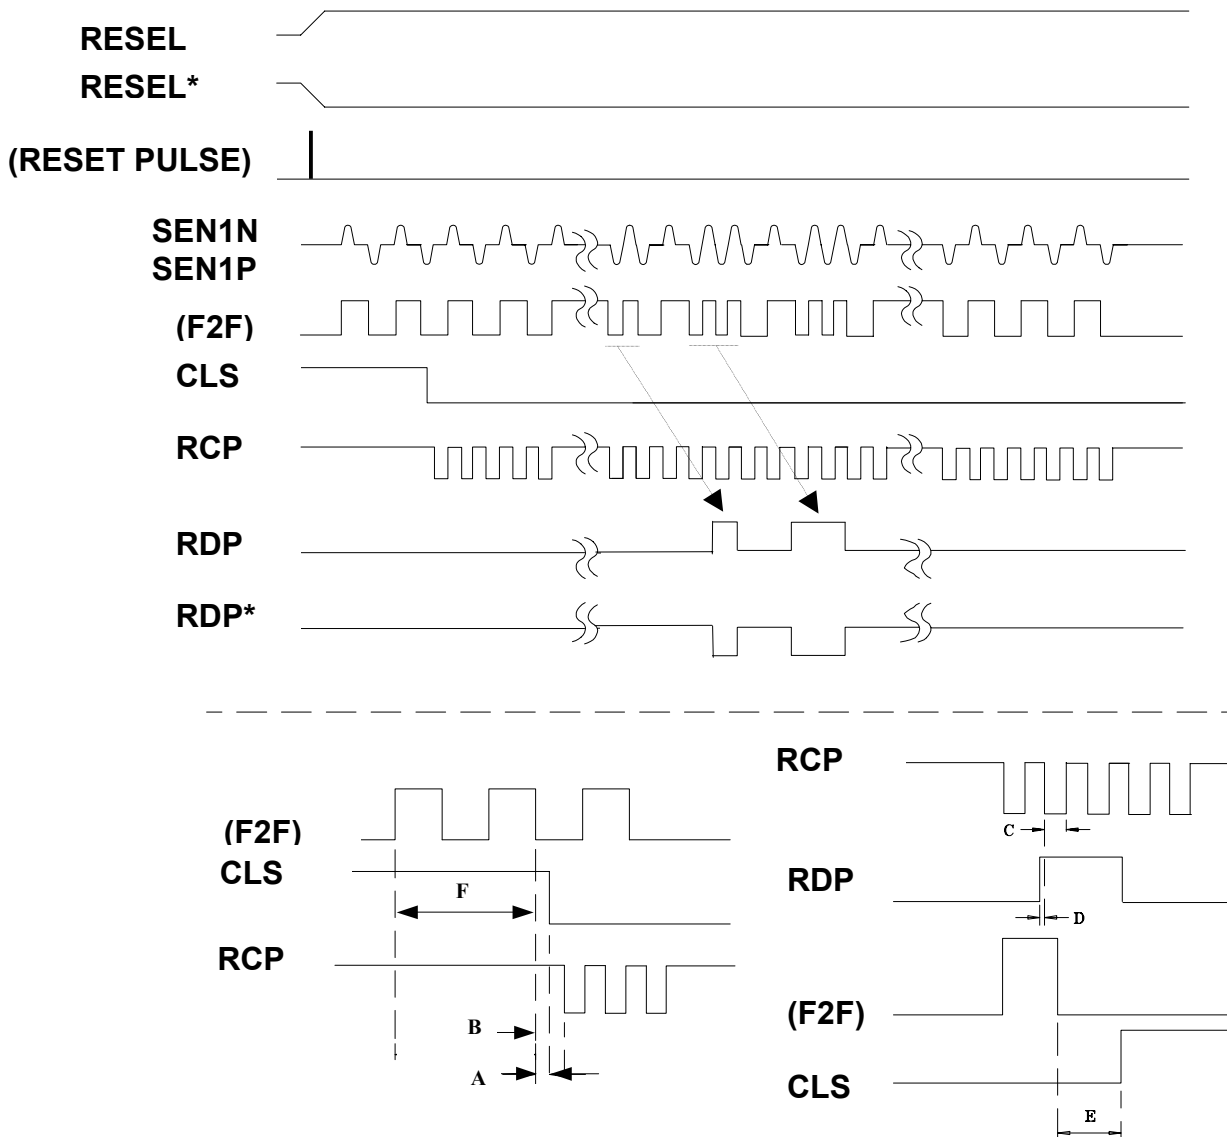 RESEL
RESEL*
(RESET PULSE)
SEN1N
SEN1P
(F2F)
CLS
RCP
RDP
RDP*
(F2F)
CLS
F
RCP
B
A
RCP
C
RDP
D
(F2F)
CLS
E